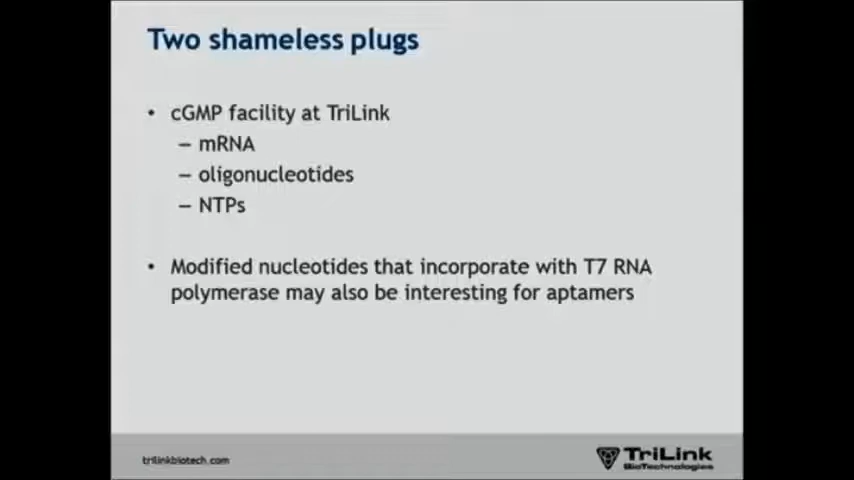 Two shameless plugs
• cGMP facility at TriLink
– mRNA
– oligonucleotides
– NTPs
• Modified nucleotides that incorporate with T7 RNA
polymerase may also be interesting for aptamers
trilinkbiotech.com
TriLink
BioTechnologies